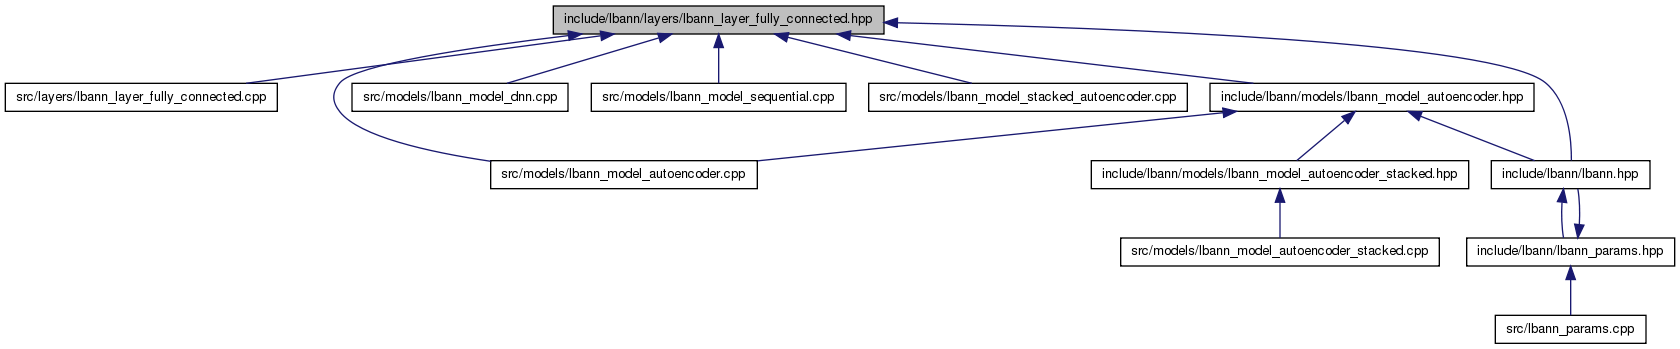 include/lbann/layers/lbann_layer_fully_connected.hpp
src/layers/lbann_layer_fully_connected.cpp
src/models/lbann_model_dnn.cpp
src/models/lbann_model_sequential.cpp
src/models/lbann_model_stacked_autoencoder.cpp
include/lbann/models/lbann_model_autoencoder.hpp
src/models/lbann_model_autoencoder.cpp
include/lbann/models/lbann_model_autoencoder_stacked.hpp
include/lbann/lbann.hpp
src/models/lbann_model_autoencoder_stacked.cpp
include/lbann/lbann_params.hpp
src/lbann_params.cpp